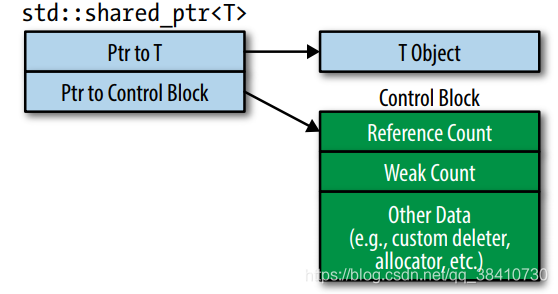 std::shared_ptr<T>
Ptr to T
T Object
Ptr to Control Block
Control Block
Reference Count
Weak Count
Other Data
(e.g., custom deleter,
allocator, etc.)
https://blog.csdn.net/qq_38410730